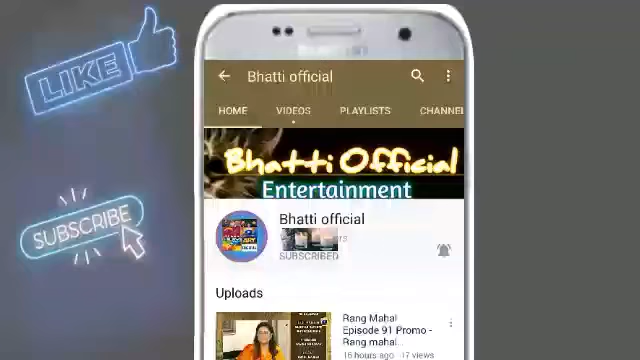 LIKE
SUBSCRIBE
SAMSUNG
Bhatti official
HOME VIDEOS PLAYLISTS CHANNEL
Bhatti Official
Entertainment
Bhatti official
SUBSCRIBED
Uploads
Rang Mahal
Episode 91 Promo -
Rang mahal...
16 hours ago · 17 views